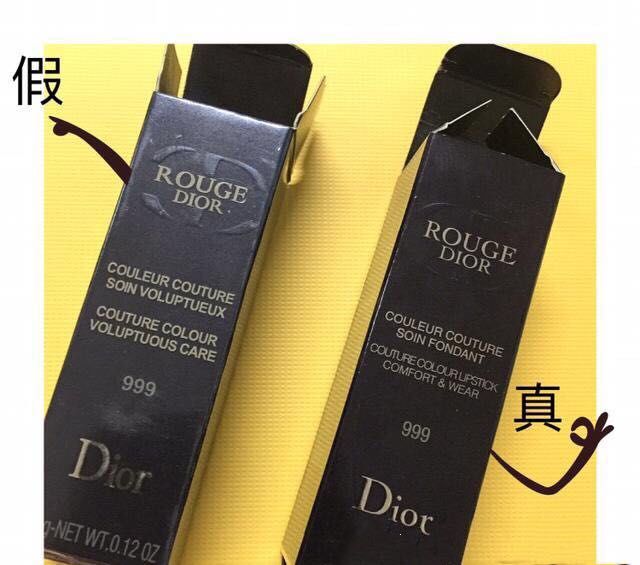 假
ROUGE
DIOR
COULEUR COUTURE
SOIN VOLUPTUEUX
COUTURE COLOUR
VOLUPTUOUS CARE
999
Dior
g-NET WT.0.12 OZ
ROUGE
DIOR
COULEUR COUTURE
SOIN FONDANT
COUTURE COLOUR LIPSTICK
COMFORT & WEAR
999
Dior
真